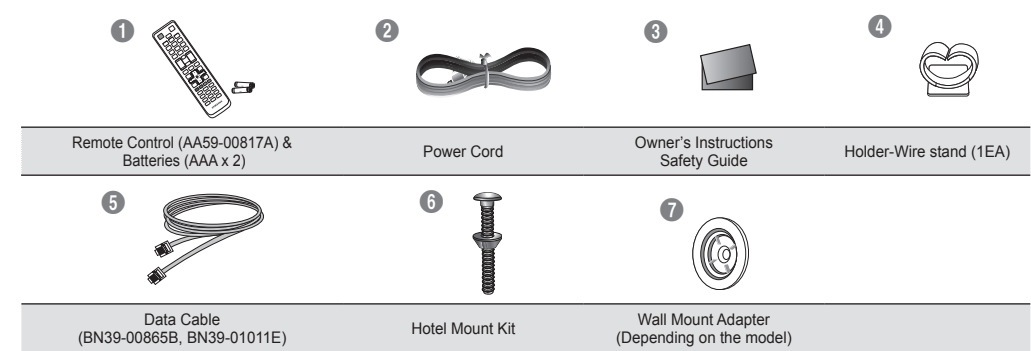 1
2
3
4
Remote Control (AA59-00817A) &
Batteries (AAA x 2)
Power Cord
Owner’s Instructions
Safety Guide
Holder-Wire stand (1EA)
5
6
7
Data Cable
(BN39-00865B, BN39-01011E)
Hotel Mount Kit
Wall Mount Adapter
(Depending on the model)